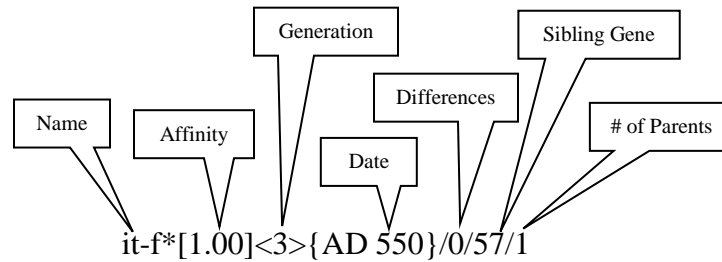 Generation
Sibling Gene
Differences
Name
Affinity
# of Parents
Date
it-f*[1.00]<3>{AD 550}/0/57/1